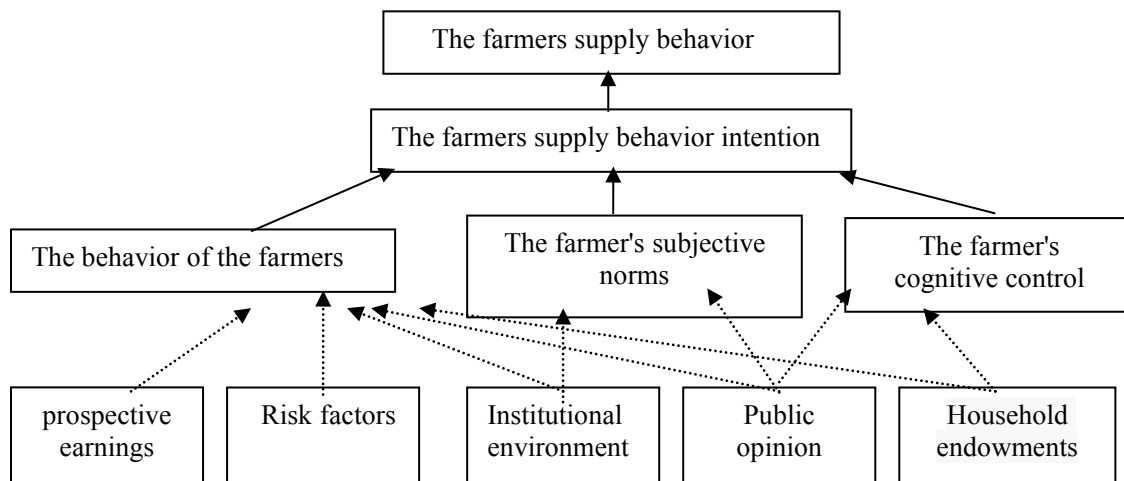 The farmers supply behavior
The farmers supply behavior intention
The behavior of the farmers
The farmer's subjective
norms
The farmer's
cognitive control
prospective
earnings
Risk factors
Institutional
environment
Public
opinion
Household
endowments